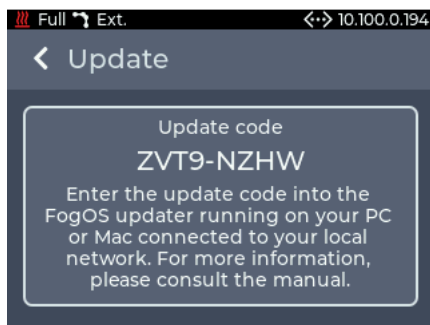 Full Ext. 10.100.0.194
Update
Update code
ZVT9-NZHW
Enter the update code into the
FogOS updater running on your PC
or Mac connected to your local
network. For more information,
please consult the manual.